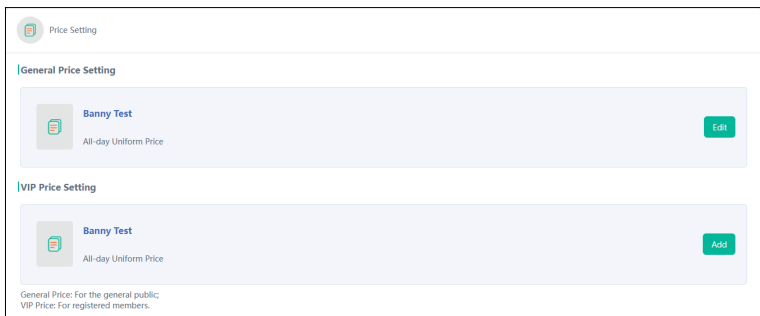 Price Setting
General Price Setting
Banny Test
Edit
All-day Uniform Price
VIP Price Setting
Banny Test
Add
All-day Uniform Price
General Price: For the general public;
VIP Price: For registered members.